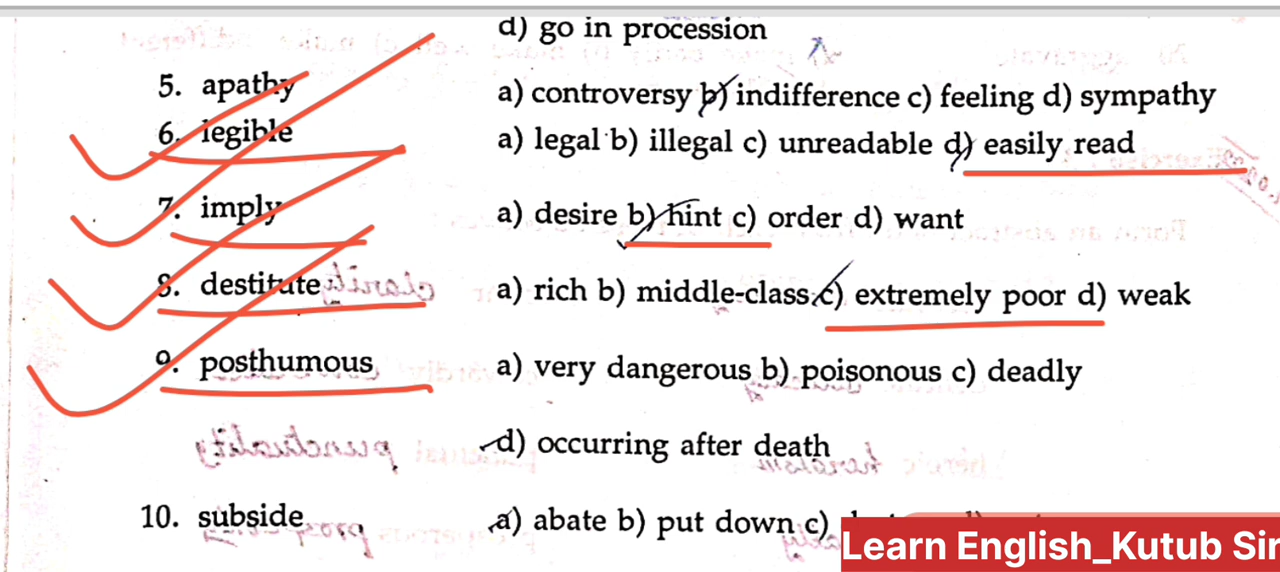 d) go in procession
5. apathy a) controversy b) indifference c) feeling d) sympathy
6. legible a) legal b) illegal c) unreadable d) easily read
7. imply a) desire b) hint c) order d) want
8. destitute a) rich b) middle-class c) extremely poor d) weak
9. posthumous a) very dangerous b) poisonous c) deadly
d) occurring after death
10. subside a) abate b) put down c)
Learn English_Kutub Sir